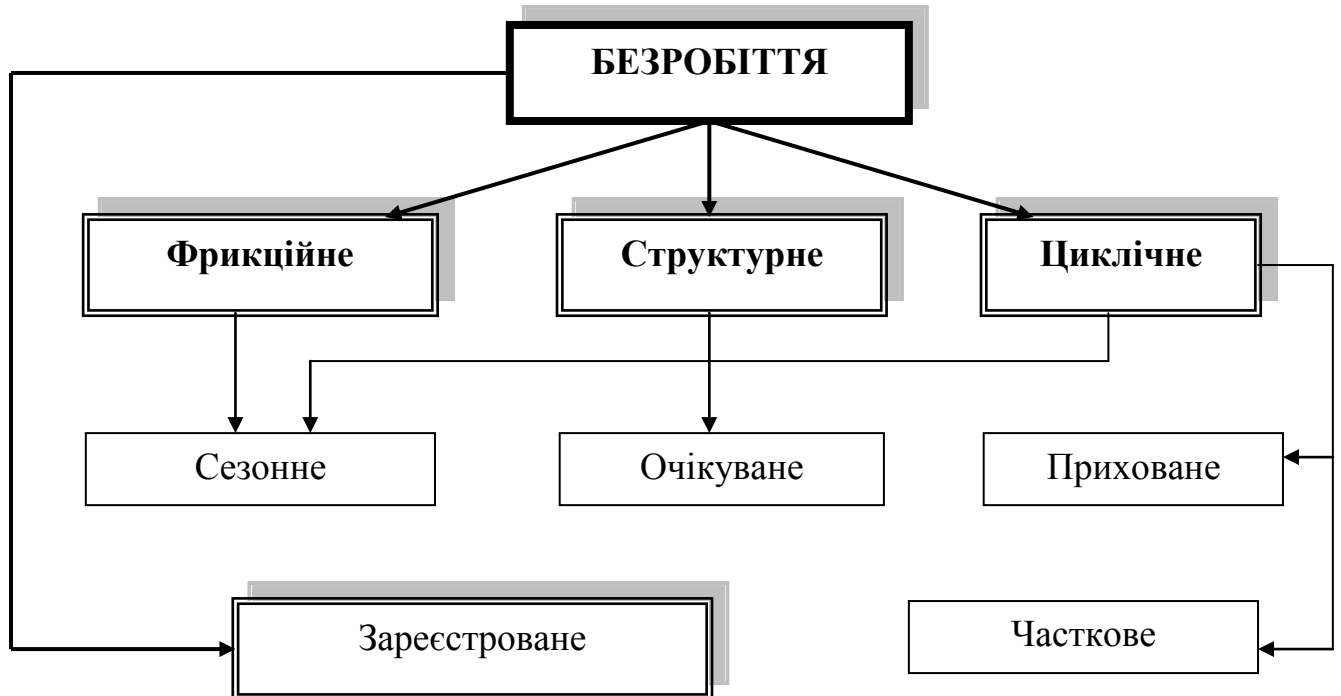 БЕЗРОБІТТЯ
Фрикційне
Структурне
Циклічне
Сезонне
Очікуване
Приховане
Зареєстроване
Часткове